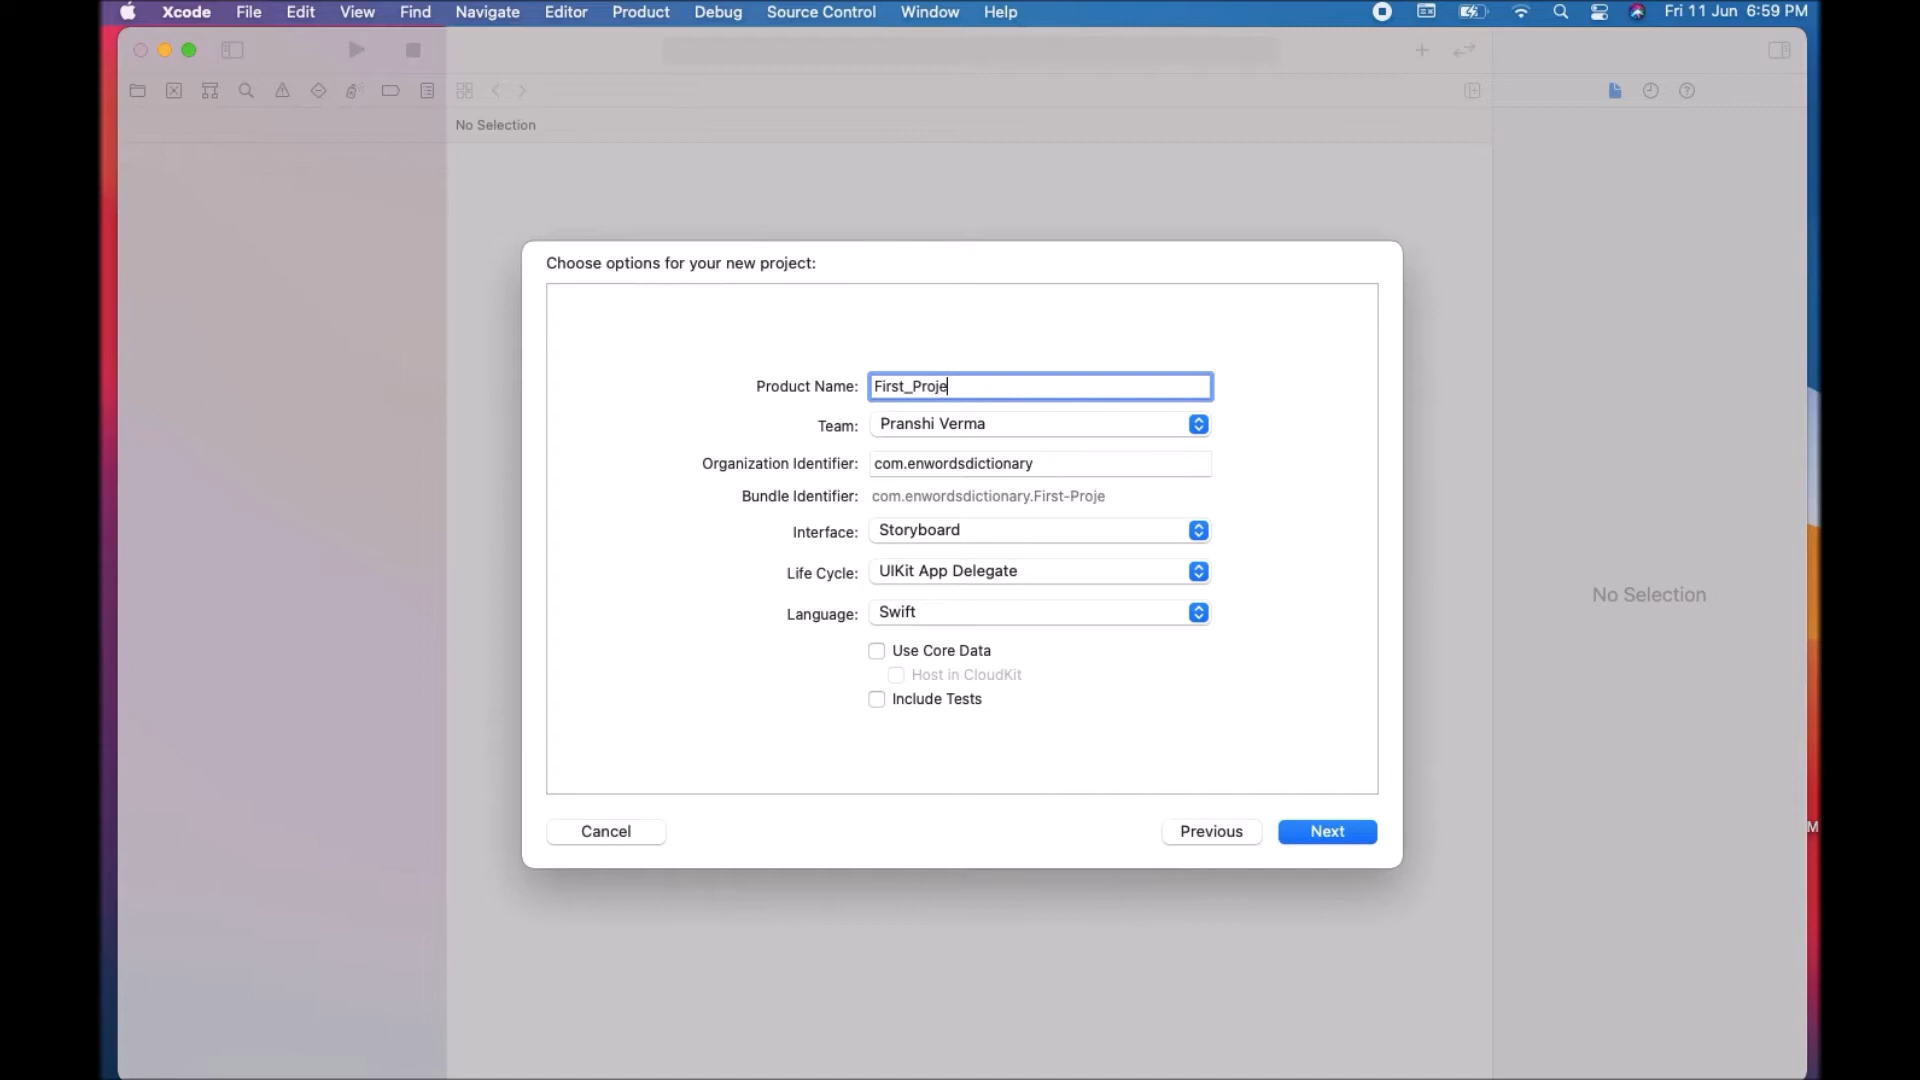 Xcode File Edit View Find Navigate Editor Product Debug Source Control Window Help Fri 11 Jun 6:59 PM
No Selection
Choose options for your new project:
Product Name: First_Proje
Team: Pranshi Verma
Organization Identifier: com.enwordsdictionary
Bundle Identifier: com.enwordsdictionary.First-Proje
Interface: Storyboard
Life Cycle: UIKit App Delegate
No Selection
Language: Swift
Use Core Data
Host in CloudKit
Include Tests
Cancel Previous Next
M